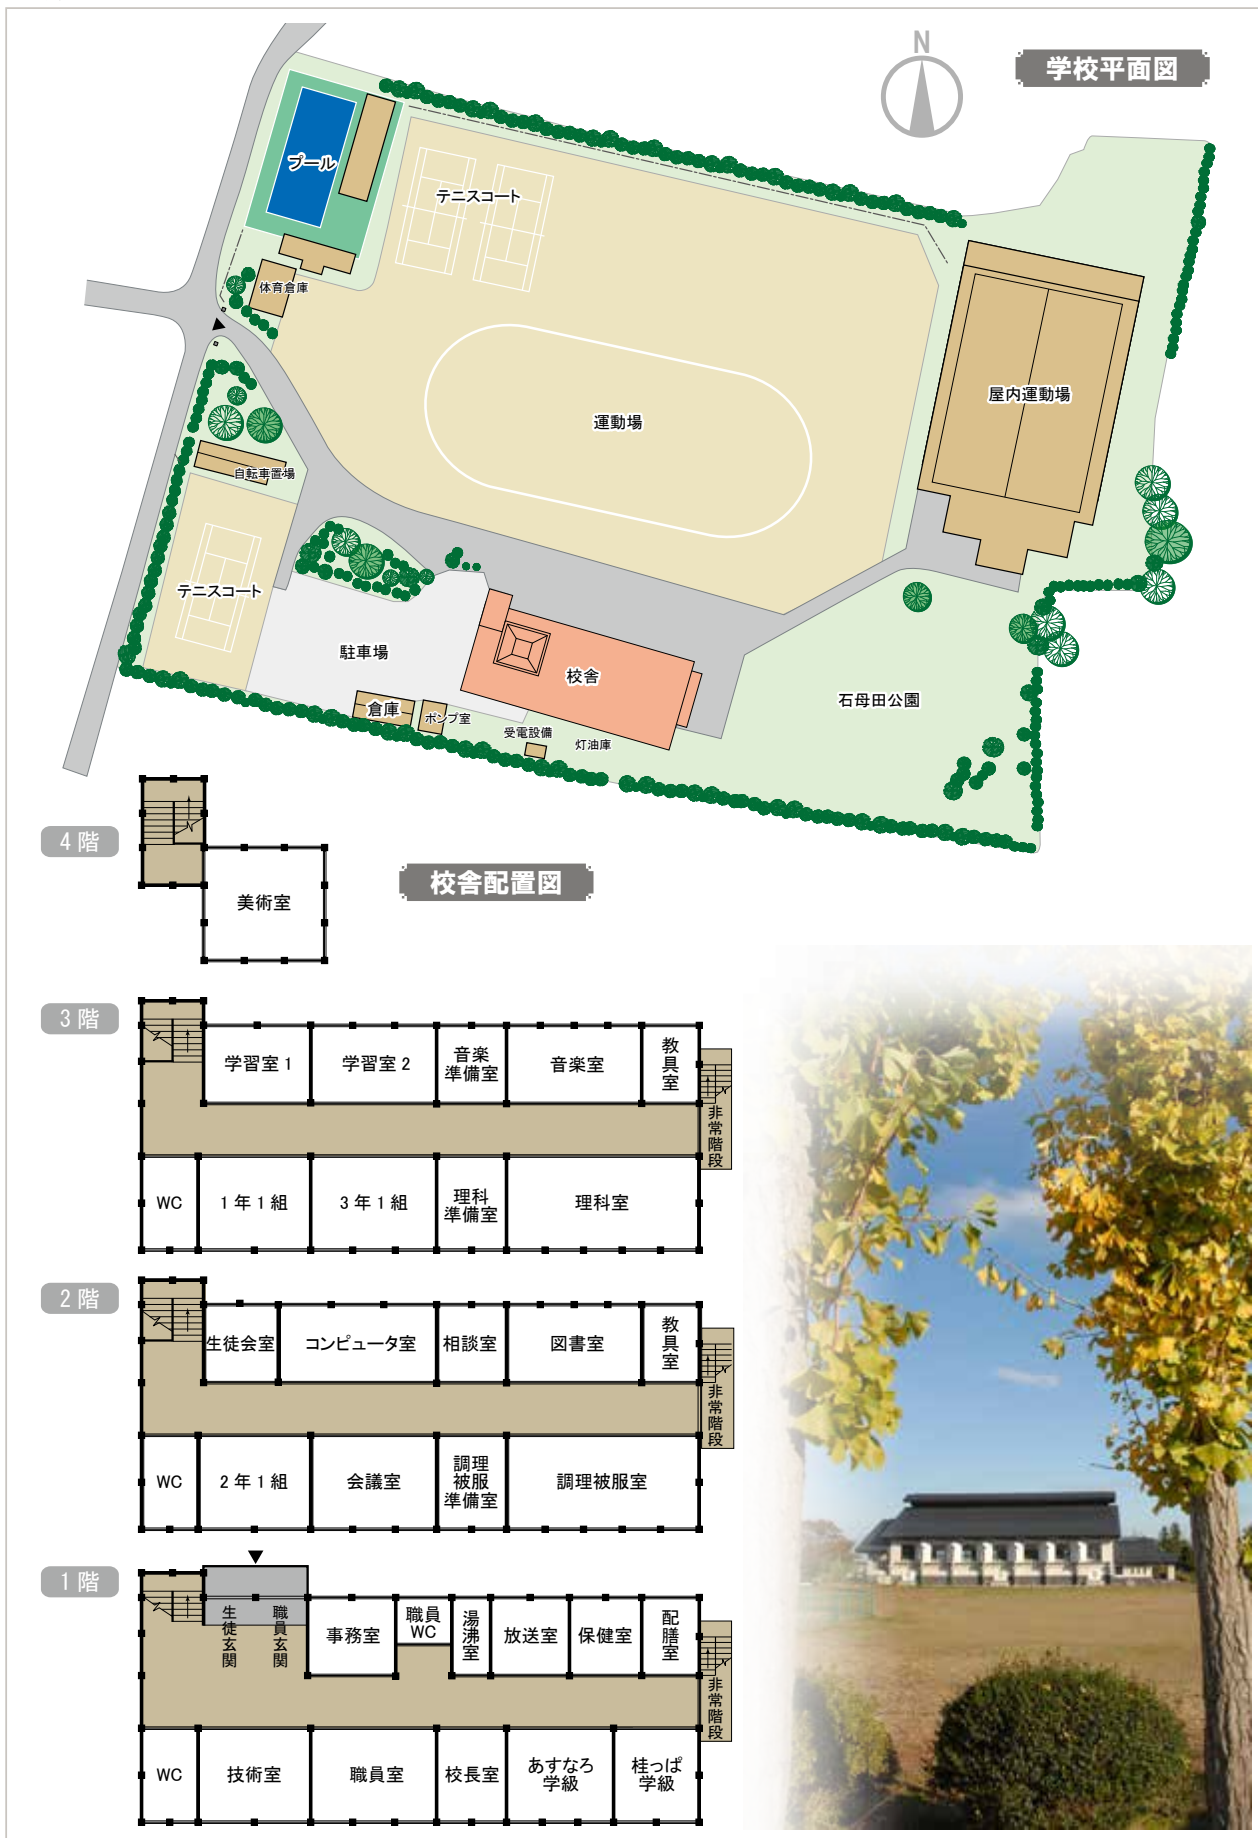 N
学校平面図
プール
テニスコート
体育倉庫
屋内運動場
運動場
自転車置場
テニスコート
駐車場
校舎
石母田公園
倉庫
ポンプ室
受電設備
灯油庫
4 階
校舎配置図
美術室
3 階
学習室 1
学習室 2
音楽
準備室
音楽室
教具室
非常階段
WC
1 年 1 組
3 年 1 組
理科
準備室
理科室
2 階
生徒会室
コンピュータ室
相談室
図書室
教具室
非常階段
WC
2 年 1 組
会議室
調理
被服
準備室
調理被服室
1 階
生徒玄関
職員玄関
事務室
職員
WC
湯沸室
放送室
保健室
配膳室
非常階段
WC
技術室
職員室
校長室
あすなろ
学級
桂っぱ
学級